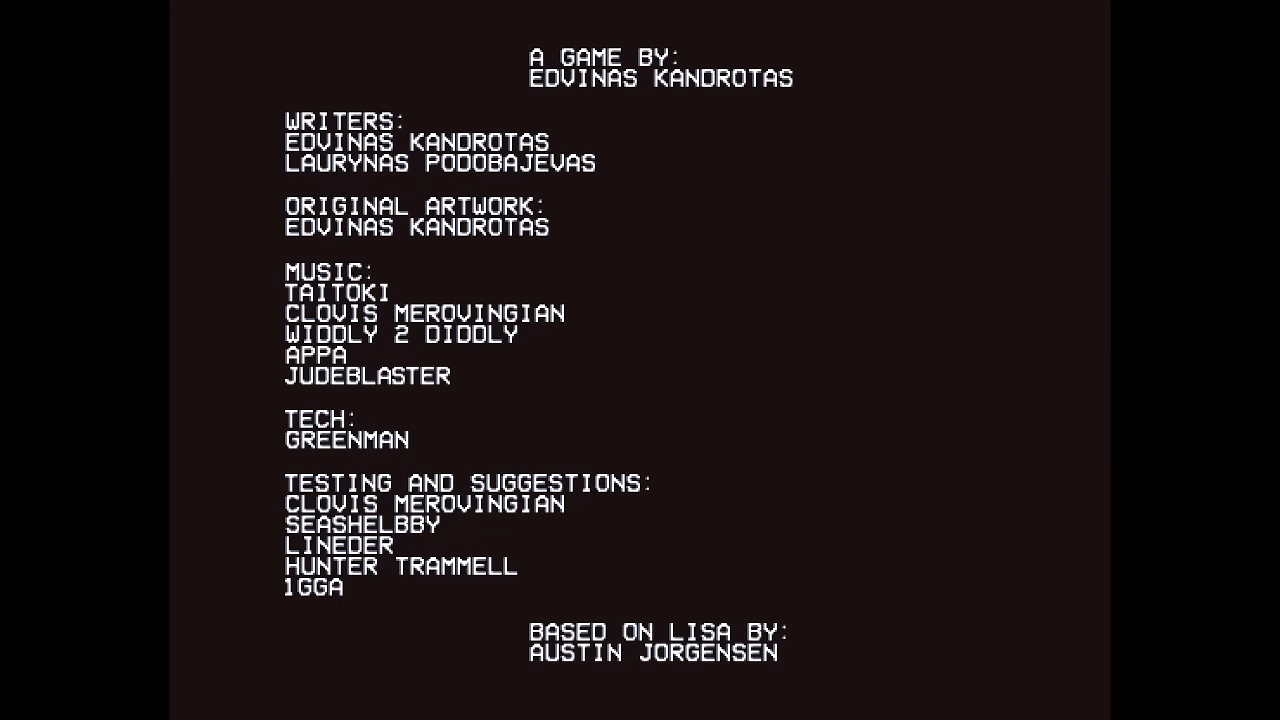 A GAME BY:
EDVINAS KANDROTAS
WRITERS:
EDVINAS KANDROTAS
LAURYNAS PODOBAJEVAS
ORIGINAL ARTWORK:
EDVINAS KANDROTAS
MUSIC:
TAITOKI
CLOVIS MEROVINGIAN
WIDDLY 2 DIDDLY
APPA
JUDEBLASTER
TECH:
GREENMAN
TESTING AND SUGGESTIONS:
CLOVIS MEROVINGIAN
SEASHELBBY
LINEDER
HUNTER TRAMMELL
1GGA
BASED ON LISA BY:
AUSTIN JORGENSEN